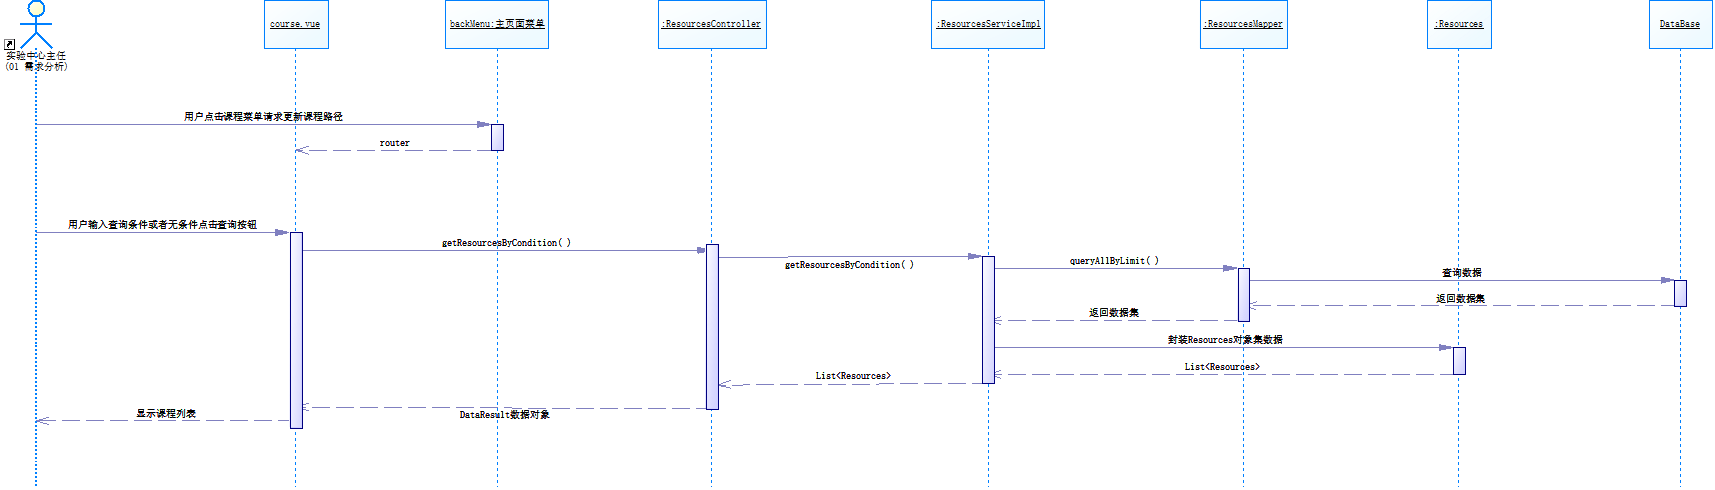 course.vue
backMenu:主页面菜单
:ResourcesController
:ResourcesServiceImpl
:ResourcesMapper
:Resources
DataBase
实验中心主任
(01 需求分析)
用户点击课程菜单请求更新课程路径
router
用户输入查询条件或者无条件点击查询按钮
getResourcesByCondition( )
getResourcesByCondition( )
queryAllByLimit( )
查询数据
返回数据集
返回数据集
封装Resources对象集数据
List<Resources>
List<Resources>
DataResult数据对象
显示课程列表